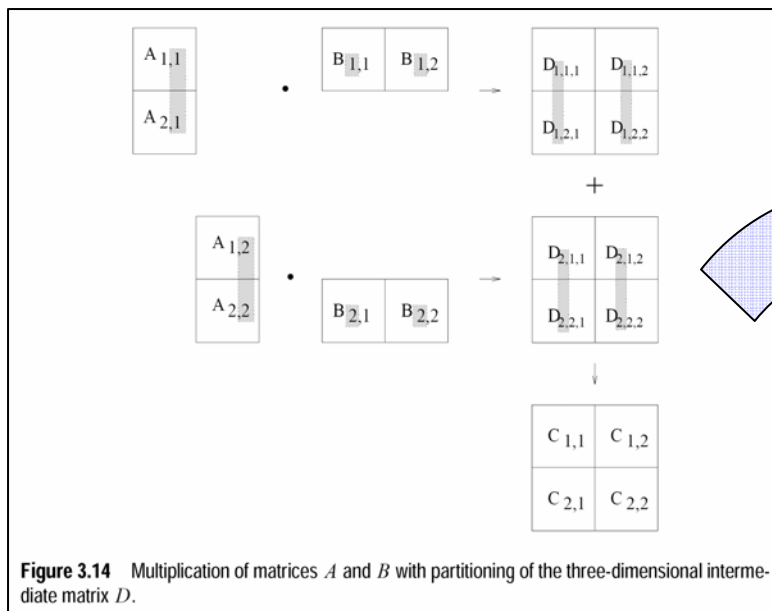 A 1,1
B 1,1 B 1,2
D1,1,1 D1,1,2
A 2,1
D1,2,1 D1,2,2
+
A 1,2
D2,1,1 D2,1,2
A 2,2
B 2,1 B 2,2
D2,2,1 D2,2,2
C 1,1 C 1,2
C 2,1 C 2,2
Figure 3.14 Multiplication of matrices A and B with partitioning of the three-dimensional interme-
diate matrix D.